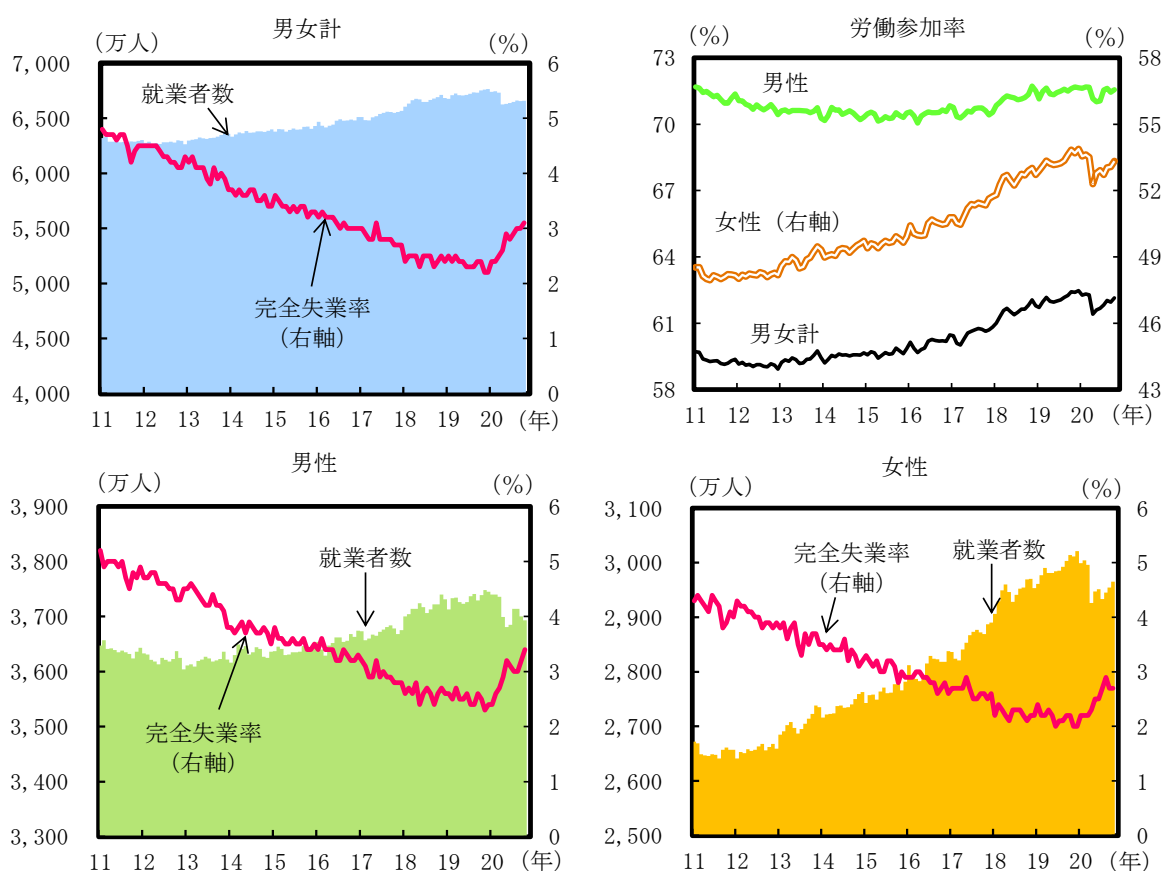 男女計
(万人)
(%)
7,000
6,500
6,000
5,500
5,000
4,500
4,000
6
5
4
3
2
1
0
就業者数
完全失業率
(右軸)
11 12 13 14 15 16 17 18 19 20 (年)
労働参加率
(%)
(%)
73
70
67
64
61
58
58
55
52
49
46
43
男性
女性(右軸)
男女計
11 12 13 14 15 16 17 18 19 20 (年)
男性
(万人)
(%)
3,900
3,800
3,700
3,600
3,500
3,400
3,300
6
5
4
3
2
1
0
就業者数
完全失業率
(右軸)
11 12 13 14 15 16 17 18 19 20 (年)
女性
(万人)
(%)
3,100
3,000
2,900
2,800
2,700
2,600
2,500
6
5
4
3
2
1
0
完全失業率
(右軸)
就業者数
11 12 13 14 15 16 17 18 19 20 (年)